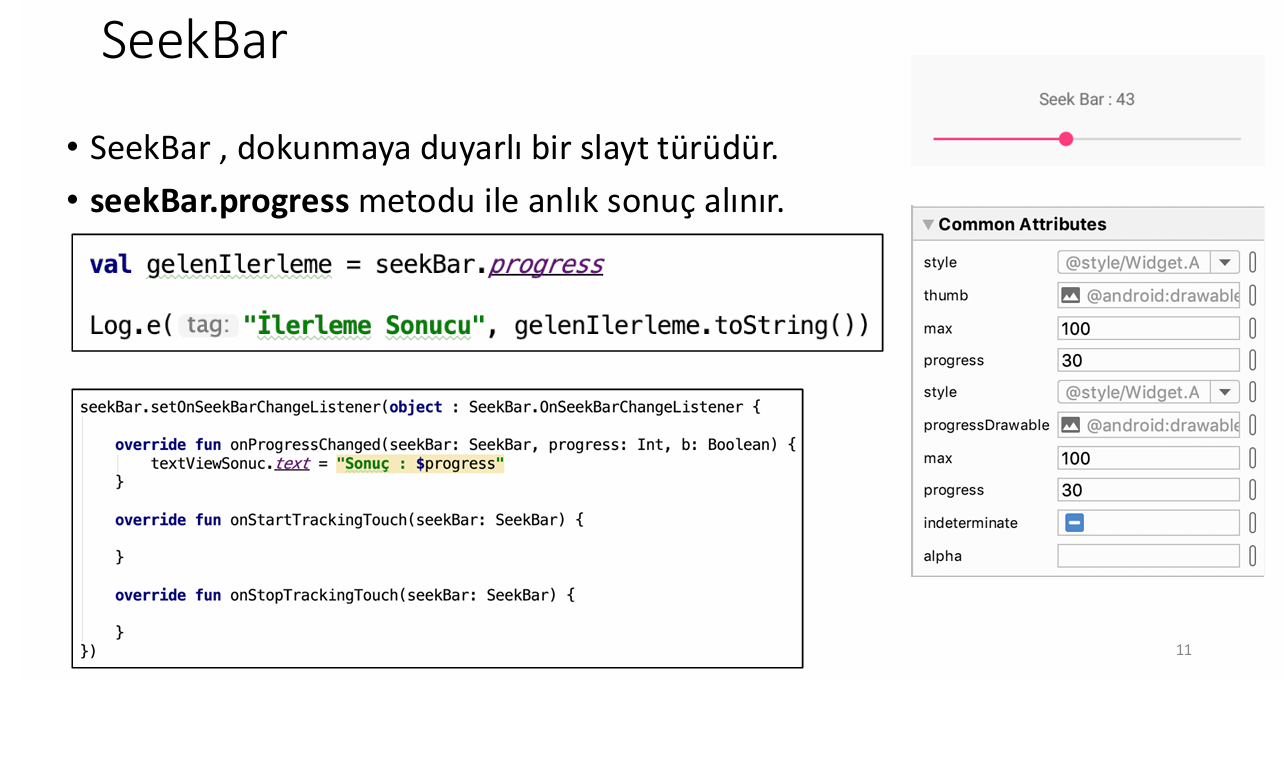 SeekBar
• SeekBar , dokunmaya duyarlı bir slayt türüdür.
• seekBar.progress metodu ile anlık sonuç alınır.
val gelenIlerleme = seekBar.progress
Log.e( tag: "İlerleme Sonucu", gelenIlerleme.toString())
seekBar.setOnSeekBarChangeListener(object : SeekBar.OnSeekBarChangeListener {
override fun onProgressChanged(seekBar: SeekBar, progress: Int, b: Boolean) {
textViewSonuc.text = "Sonuç : $progress"
}
override fun onStartTrackingTouch(seekBar: SeekBar) {
}
override fun onStopTrackingTouch(seekBar: SeekBar) {
}
})
Seek Bar : 43
Common Attributes
style @style/Widget.A
thumb @android:drawable
max 100
progress 30
style @style/Widget.A
progressDrawable @android:drawable
max 100
progress 30
indeterminate
alpha
11